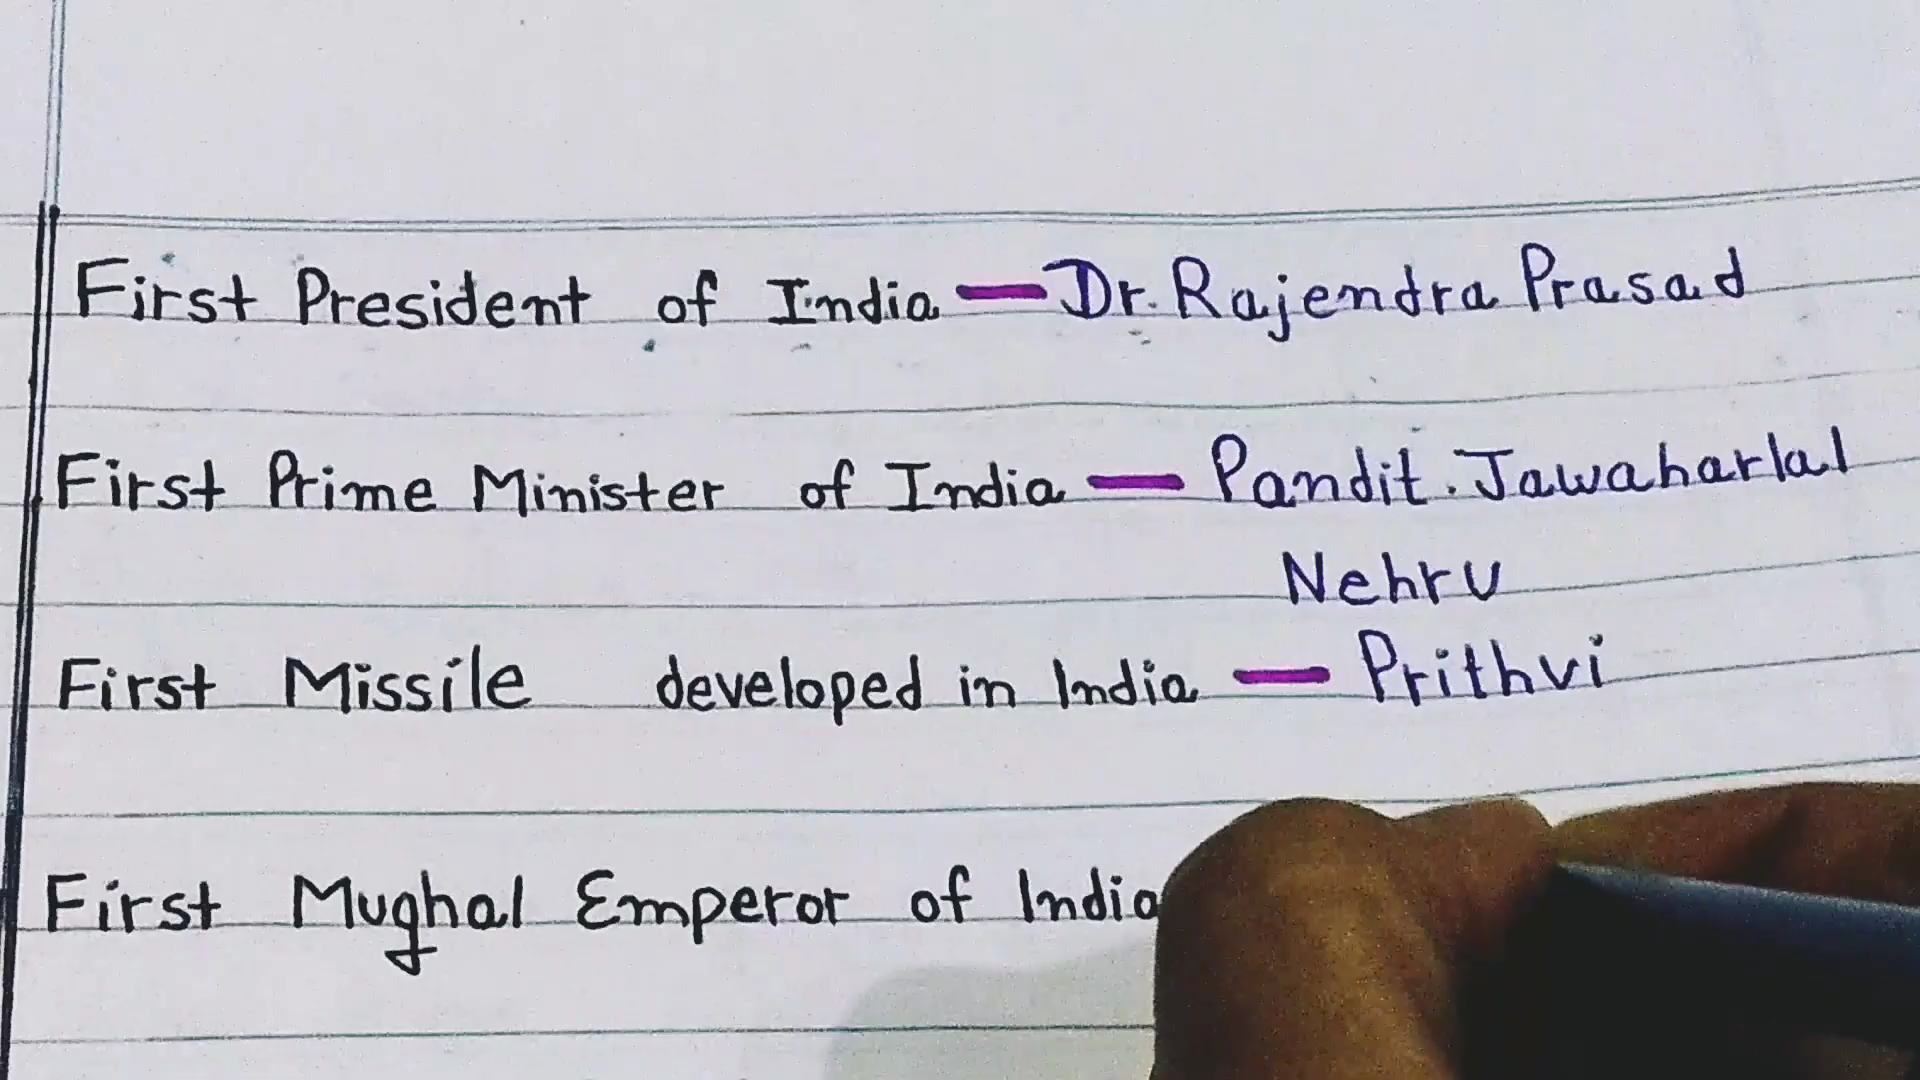 First President of India — Dr. Rajendra Prasad
First Prime Minister of India — Pandit. Jawaharlal
Nehru
First Missile developed in India — Prithvi
First Mughal Emperor of India